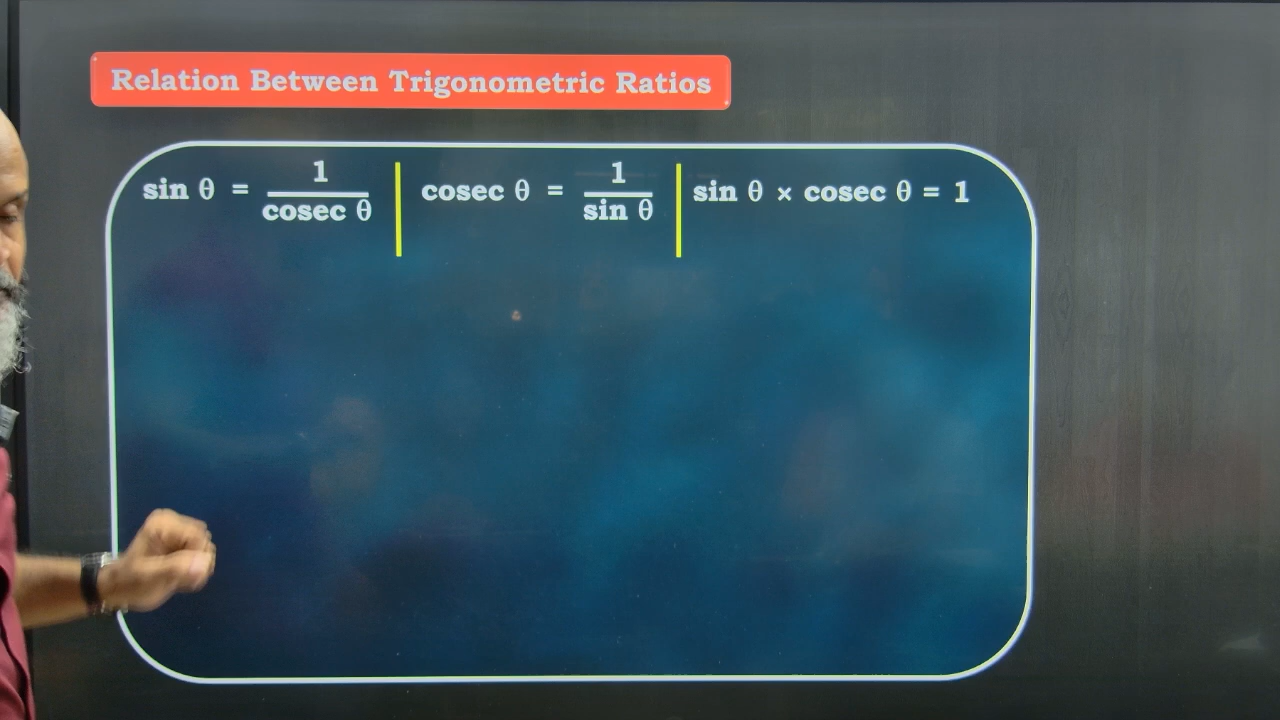 Relation Between Trigonometric Ratios
sin θ = 1/cosec θ | cosec θ = 1/sin θ | sin θ × cosec θ = 1